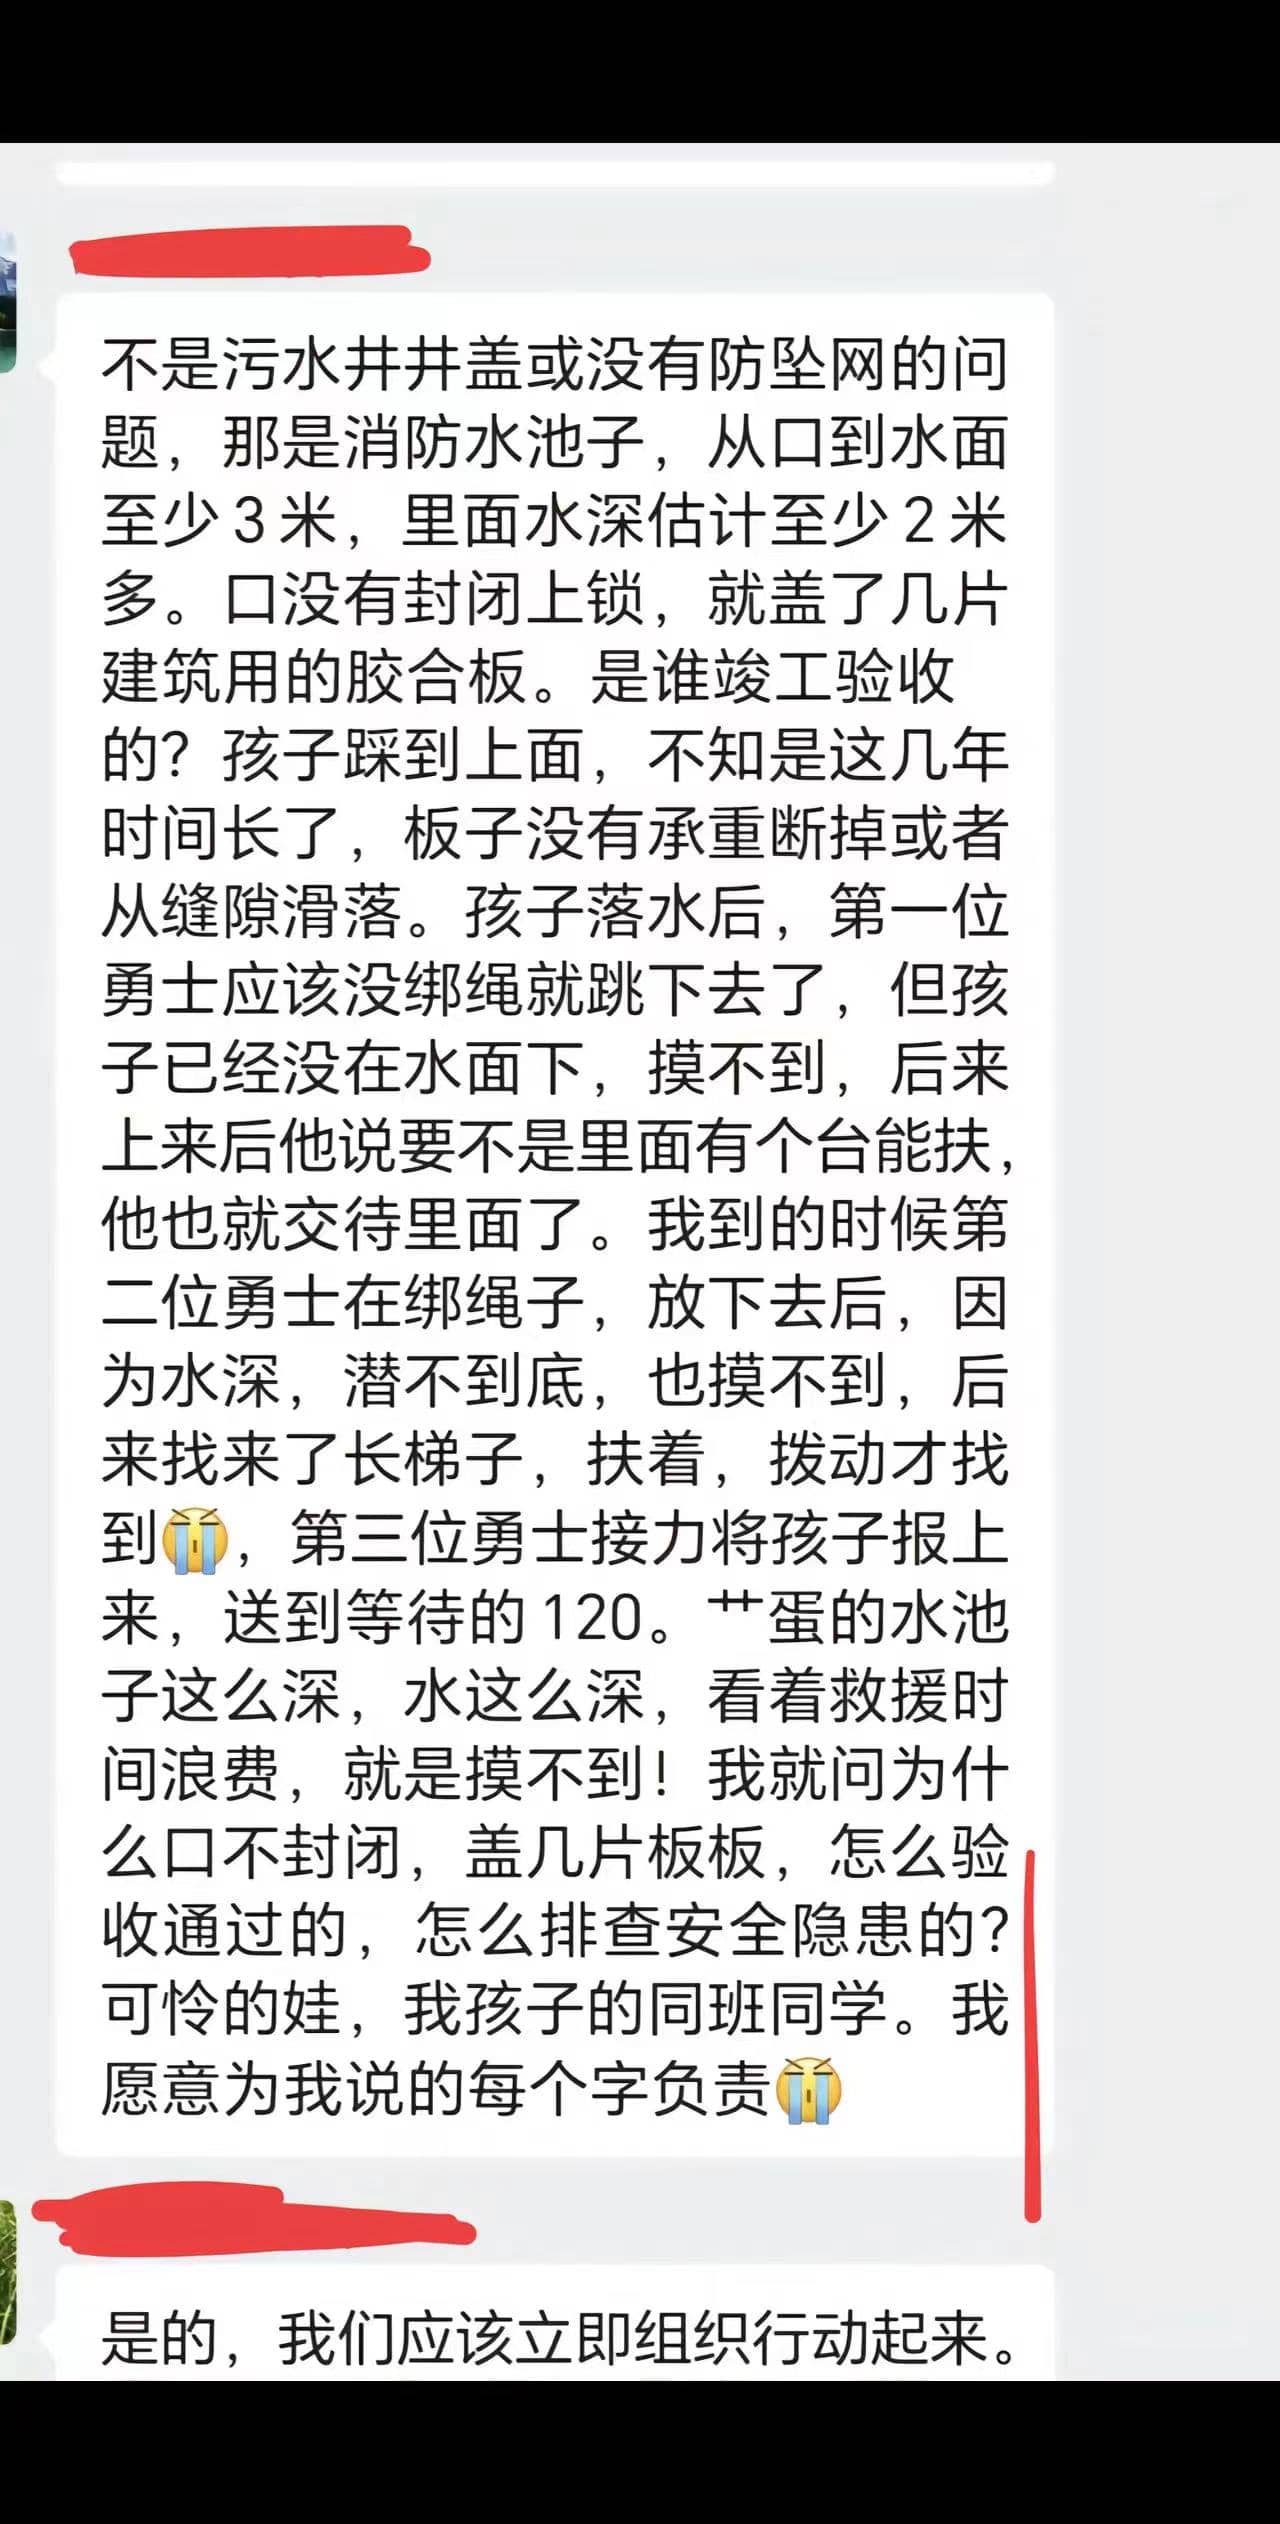 不是污水井井盖或没有防坠网的问
题，那是消防水池子，从口到水面
至少3米，里面水深估计至少2米
多。口没有封闭上锁，就盖了几片
建筑用的胶合板。是谁竣工验收
的？孩子踩到上面，不知是这几年
时间长了，板子没有承重断掉或者
从缝隙滑落。孩子落水后，第一位
勇士应该没绑绳就跳下去了，但孩
子已经没在水面下，摸不到，后来
上来后他说要不是里面有个台能扶，
他也就交待里面了。我到的时候第
二位勇士在绑绳子，放下去后，因
为水深，潜不到底，也摸不到，后
来找来了长梯子，扶着，拨动才找
到😭，第三位勇士接力将孩子报上
来，送到等待的120。艹蛋的水池
子这么深，水这么深，看着救援时
间浪费，就是摸不到！我就问为什
么口不封闭，盖几片板板，怎么验
收通过的，怎么排查安全隐患的？
可怜的娃，我孩子的同班同学。我
愿意为我说的每个字负责😭
是的，我们应该立即组织行动起来。